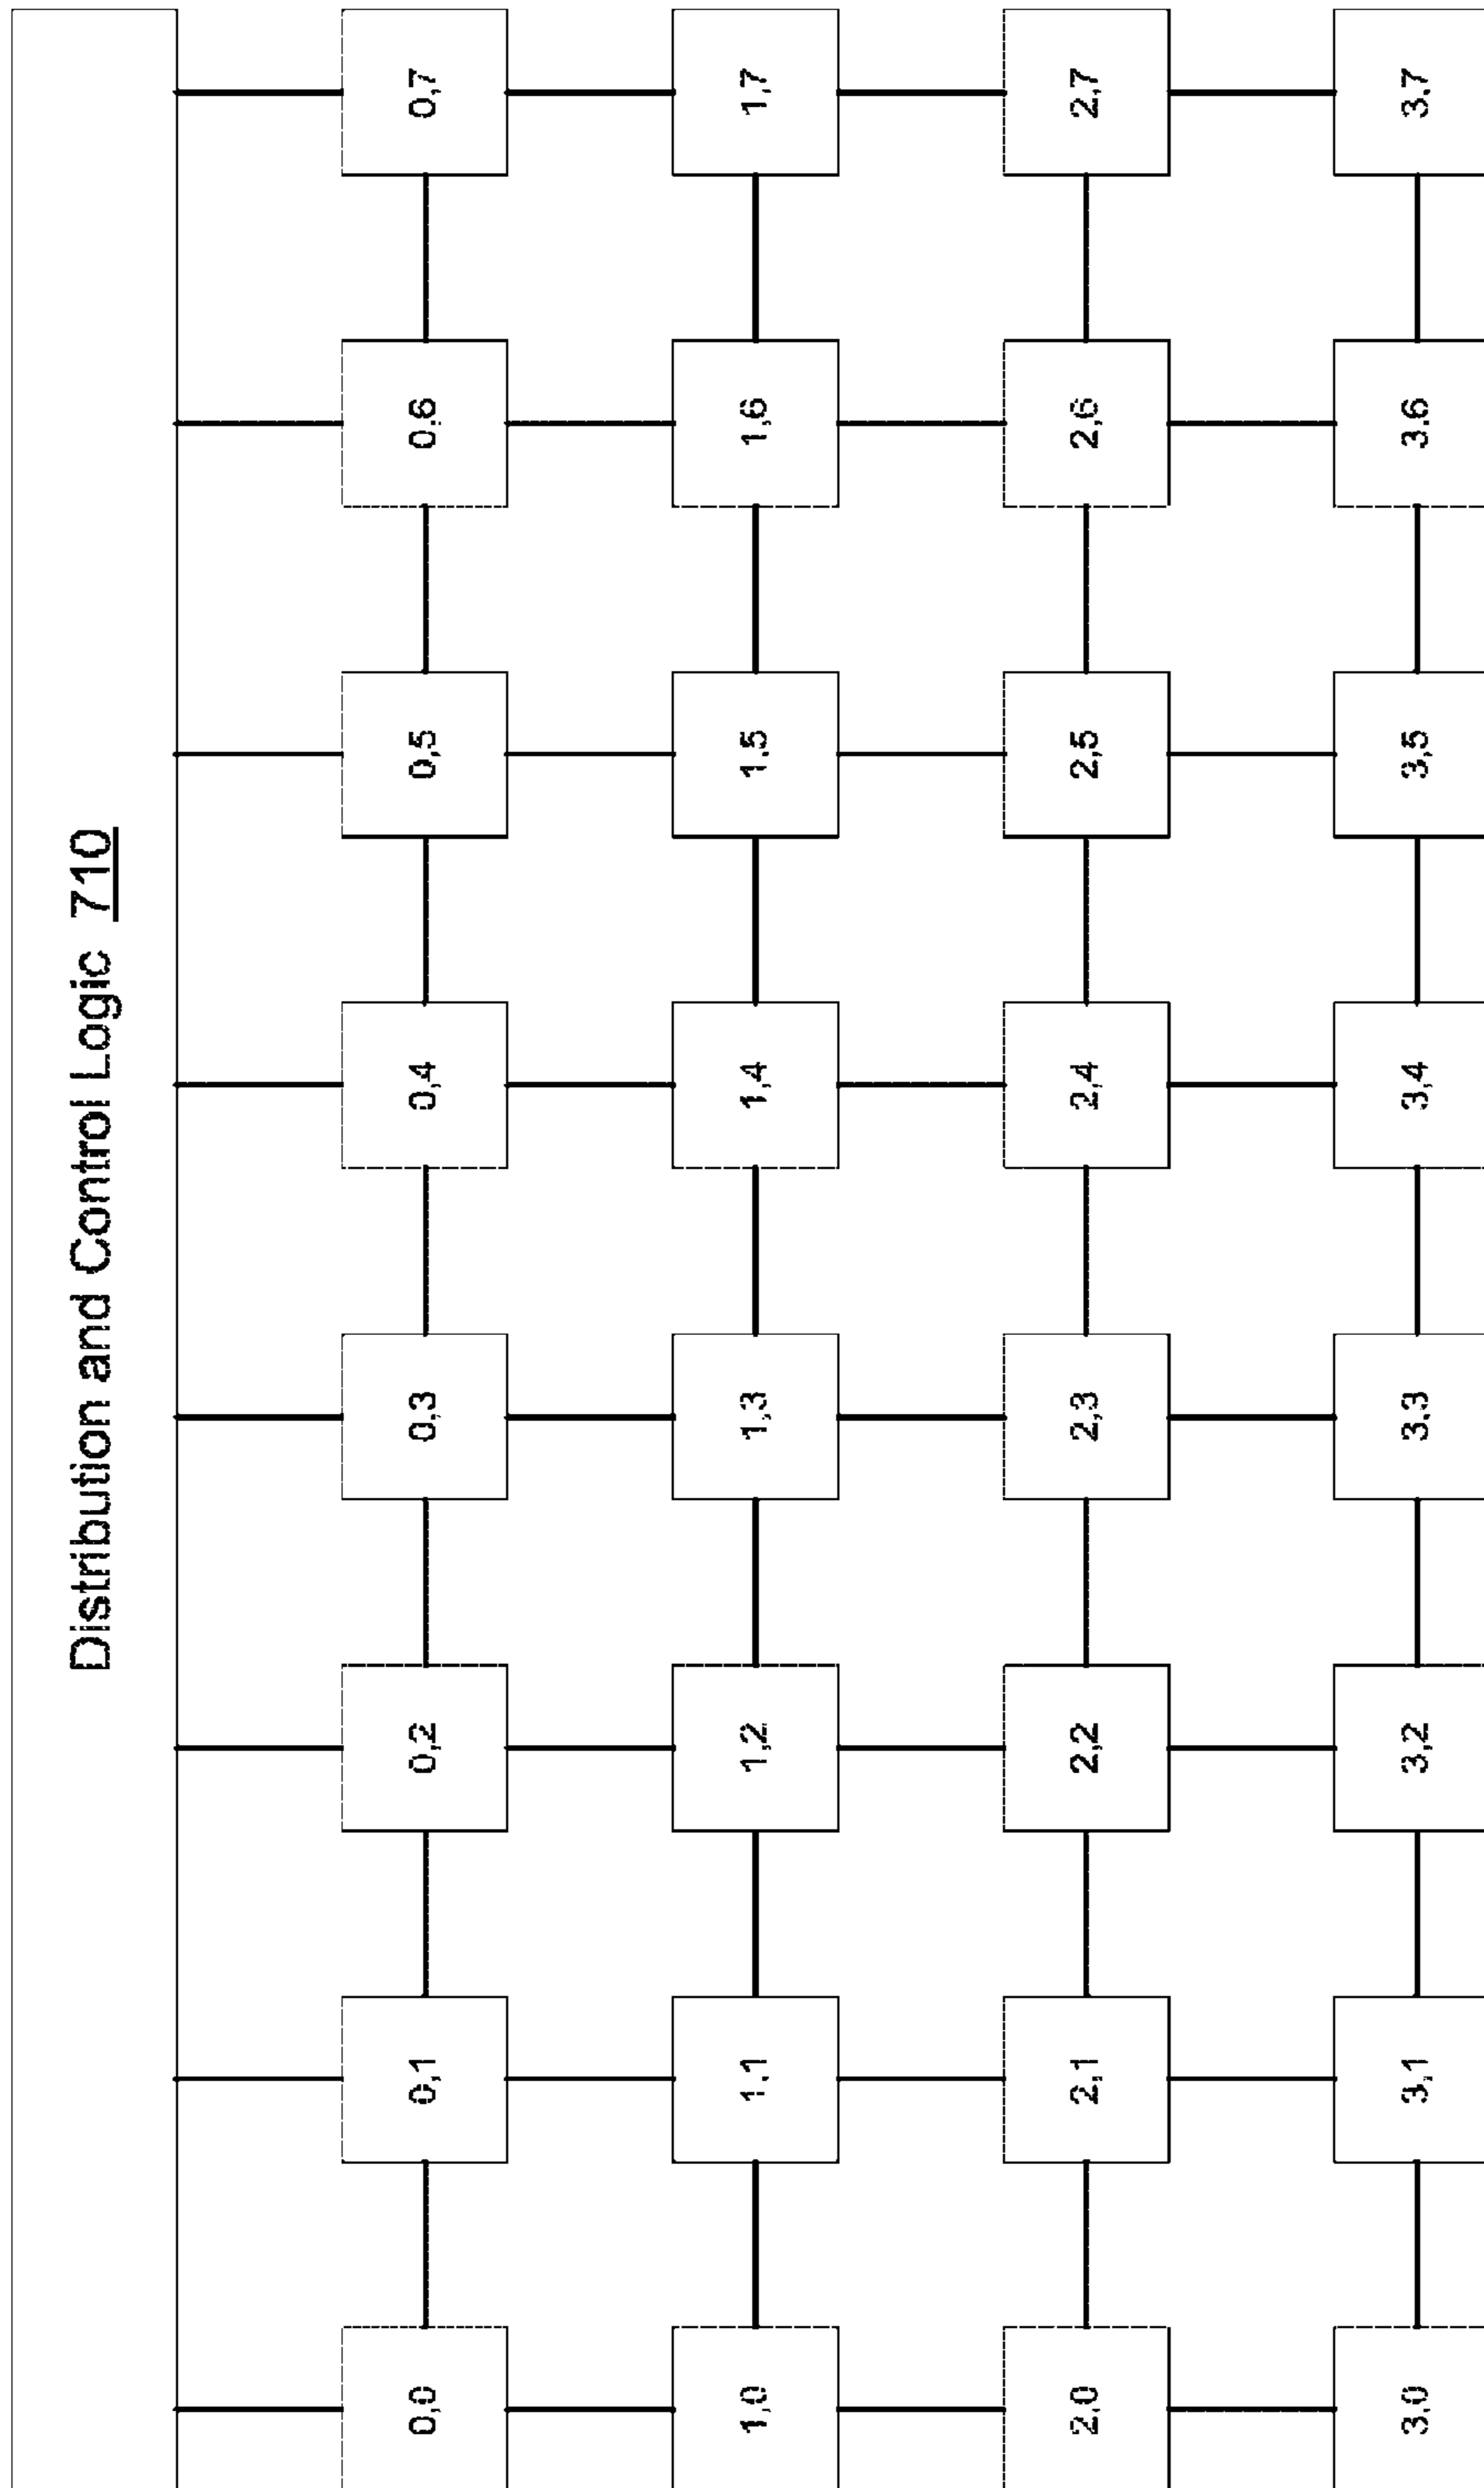 Distribution and Control Logic 710
0,0 0,1 0,2 0,3 0,4 0,5 0,6 0,7
1,0 1,1 1,2 1,3 1,4 1,5 1,6 1,7
2,0 2,1 2,2 2,3 2,4 2,5 2,6 2,7
3,0 3,1 3,2 3,3 3,4 3,5 3,6 3,7